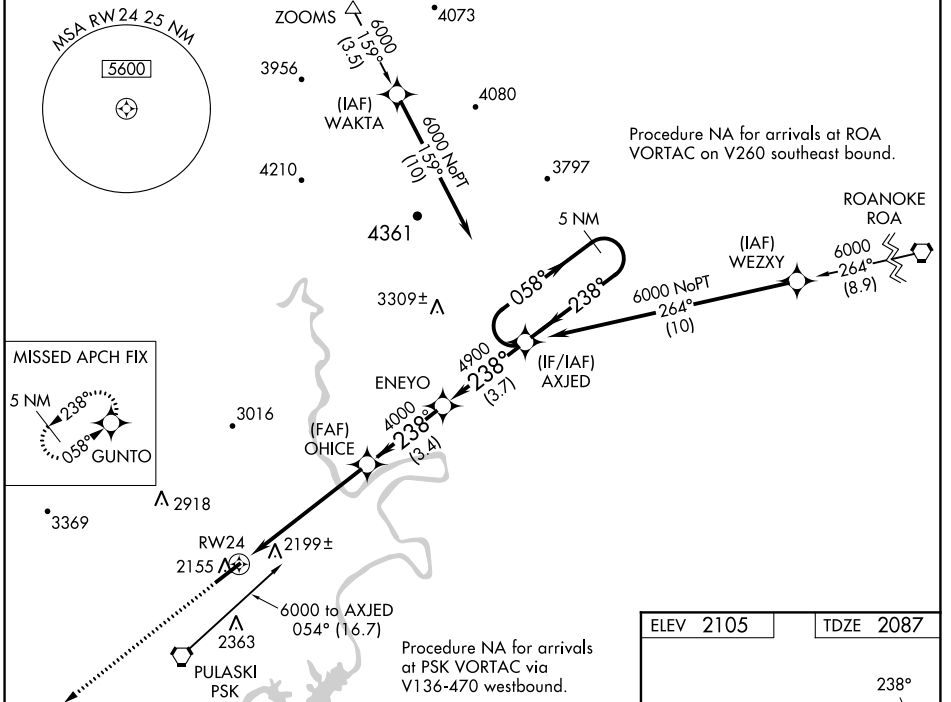 MSA RW24 25 NM
5600
ZOOMS
6000
159°
(3.5)
4073
3956
(IAF)
WAKTA
4080
6000 NoPT
159°
(10)
4210
3797
4361
Procedure NA for arrivals at ROA
VORTAC on V260 southeast bound.
ROANOKE
ROA
5 NM
(IAF)
WEZXY
6000
264°
(8.9)
058°
238°
6000 NoPT
264°
(10)
3309±
(IF/IAF)
AXJED
4900
238°
(3.7)
ENEYO
4000
238°
(3.4)
MISSED APCH FIX
5 NM
238°
058°
GUNTO
3016
(FAF)
OHICE
2918
3369
RW24
2199±
2155
6000 to AXJED
054° (16.7)
2363
PULASKI
PSK
Procedure NA for arrivals
at PSK VORTAC via
V136-470 westbound.
ELEV 2105
TDZE 2087
238°